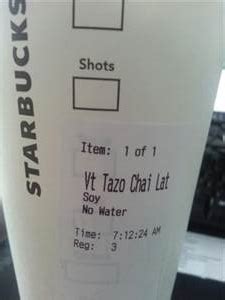 STARBUCKS
Shots
Item: 1 of 1
Vt Tazo Chai Lat
Soy
No Water
Time: 7:12:24 AM
Reg: 3